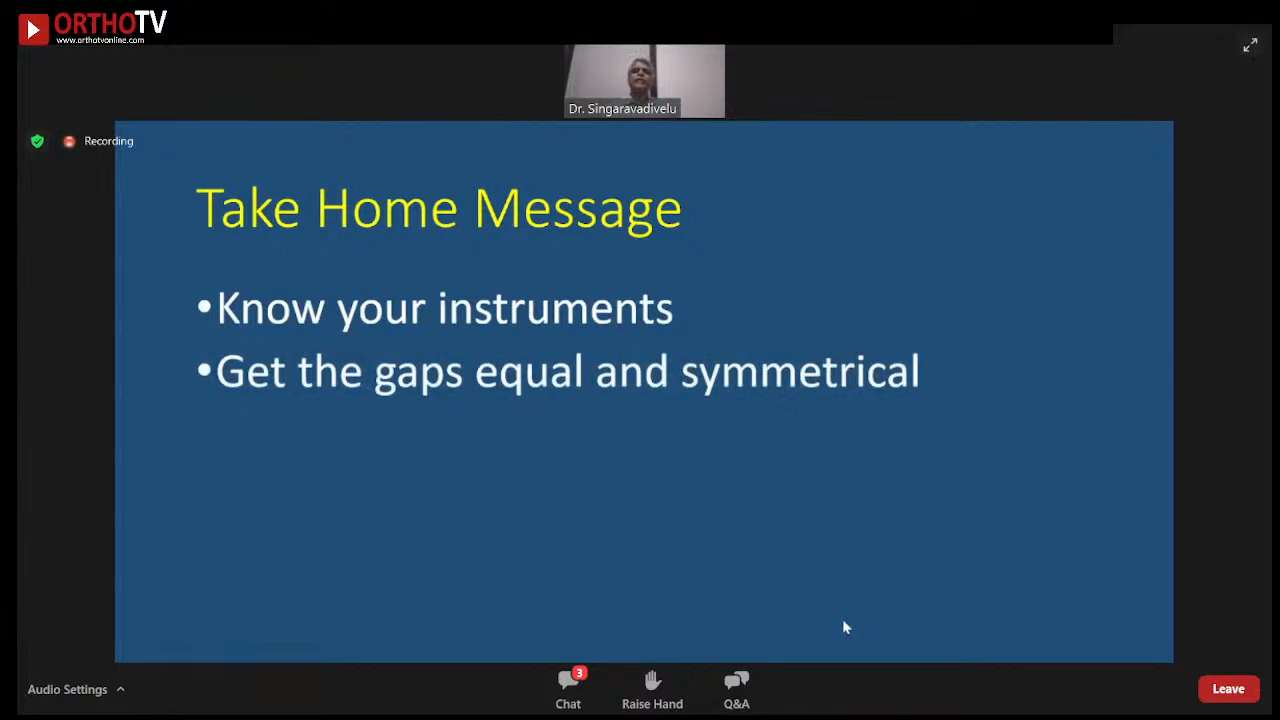 ORTHOTV
www.orthotvonline.com
Dr. Singaravadivelu
Recording
Take Home Message
•Know your instruments
•Get the gaps equal and symmetrical
Audio Settings
3
Chat
Raise Hand
Q&A
Leave